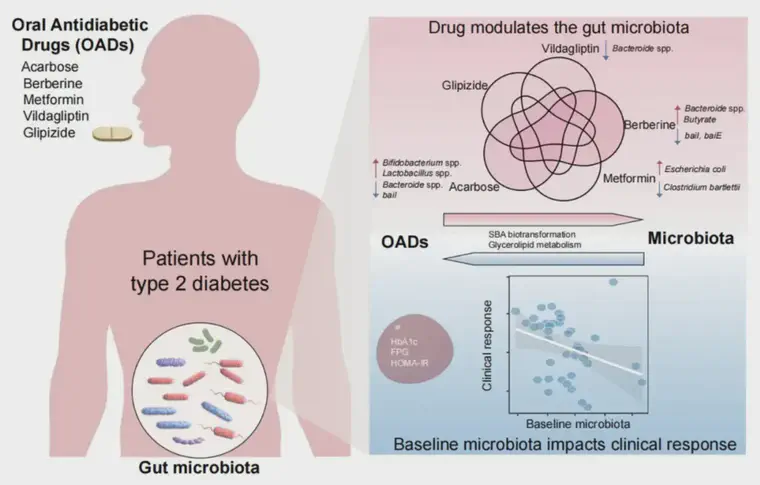 Oral Antidiabetic
Drugs (OADs)
Acarbose
Berberine
Metformin
Vildagliptin
Glipizide
Patients with
type 2 diabetes
Gut microbiota
Drug modulates the gut microbiota
Vildagliptin
Bacteroide spp.
Glipizide
Berberine
Bacteroide spp.
Butyrate
baiI, baiE
Metformin
Escherichia coli
Clostridium bartlettii
Acarbose
Bifidobacterium spp.
Lactobacillus spp.
Bacteroide spp.
baiI
SBA biotransformation
Glycerolipid metabolism
OADs
Microbiota
HbA1c
FPG
HOMA-IR
Clinical response
Baseline microbiota
Baseline microbiota impacts clinical response